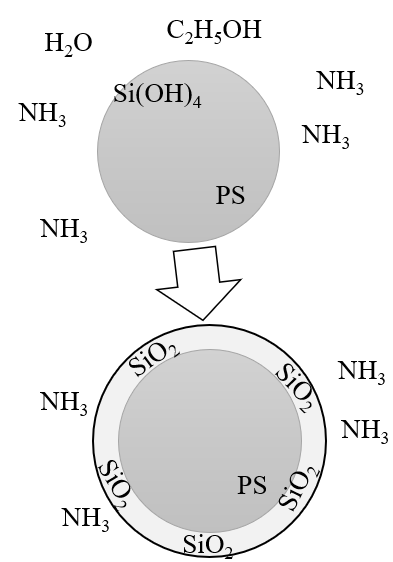 C₂H₅OH
H₂O
NH₃
Si(OH)₄
NH₃
NH₃
PS
NH₃
SiO₂
SiO₂
NH₃
NH₃
NH₃
SiO₂
SiO₂
PS
NH₃
SiO₂